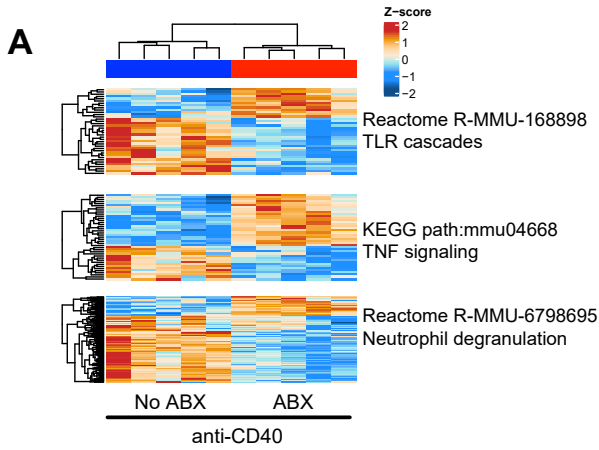 A
Z−score
2
1
0
−1
−2
Reactome R-MMU-168898
TLR cascades
KEGG path:mmu04668
TNF signaling
Reactome R-MMU-6798695
Neutrophil degranulation
No ABX
ABX
anti-CD40